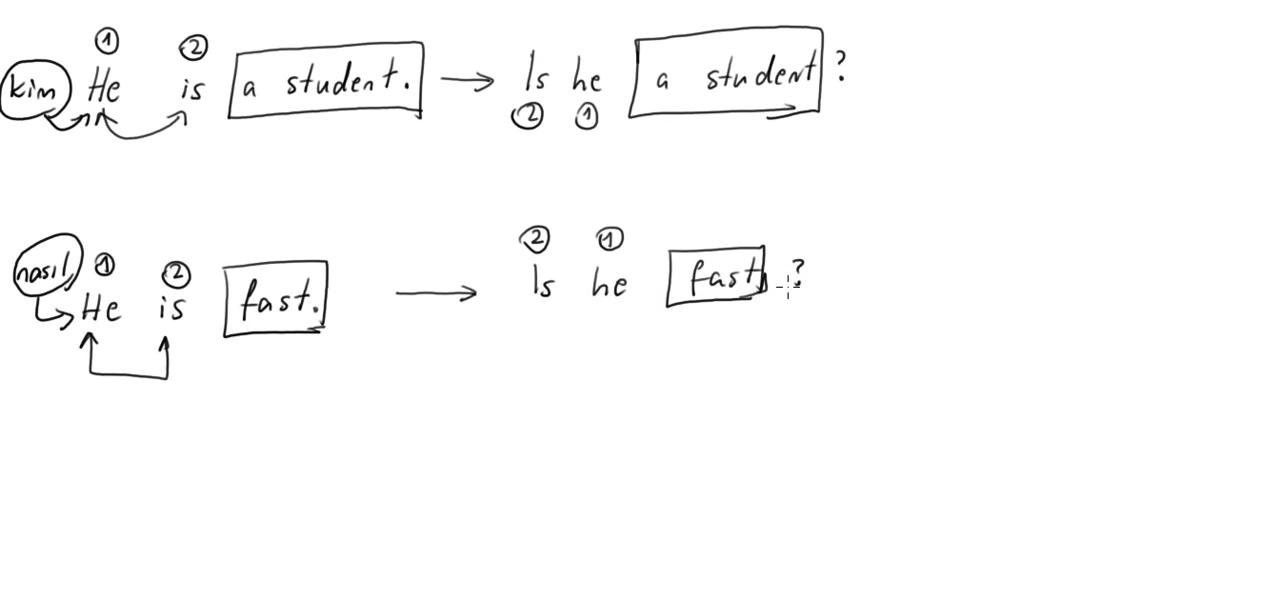 ① ②
kim He is a student. → Is he a student ?
② ①
② ①
nasıl ① ②
He is fast. → Is he fast ?